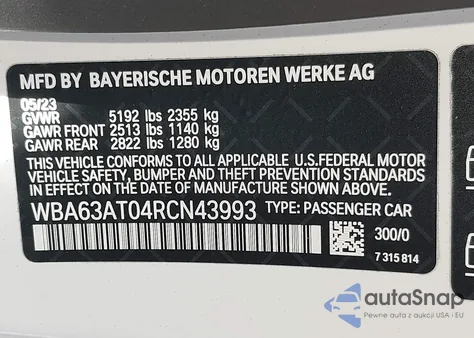 MFD BY BAYERISCHE MOTOREN WERKE AG
05/23
GVWR 5192 lbs 2355 kg
GAWR FRONT 2513 lbs 1140 kg
GAWR REAR 2822 lbs 1280 kg
THIS VEHICLE CONFORMS TO ALL APPLICABLE U.S.FEDERAL MOTOR
VEHICLE SAFETY, BUMPER AND THEFT PREVENTION STANDARDS IN
EFFECT ON THE DATE OF MANUFACTURE SHOWN ABOVE.
WBA63AT04RCN43993 TYPE: PASSENGER CAR
300/0
7 315 814
autoSnap
Pewne auta z aukcji USA i EU